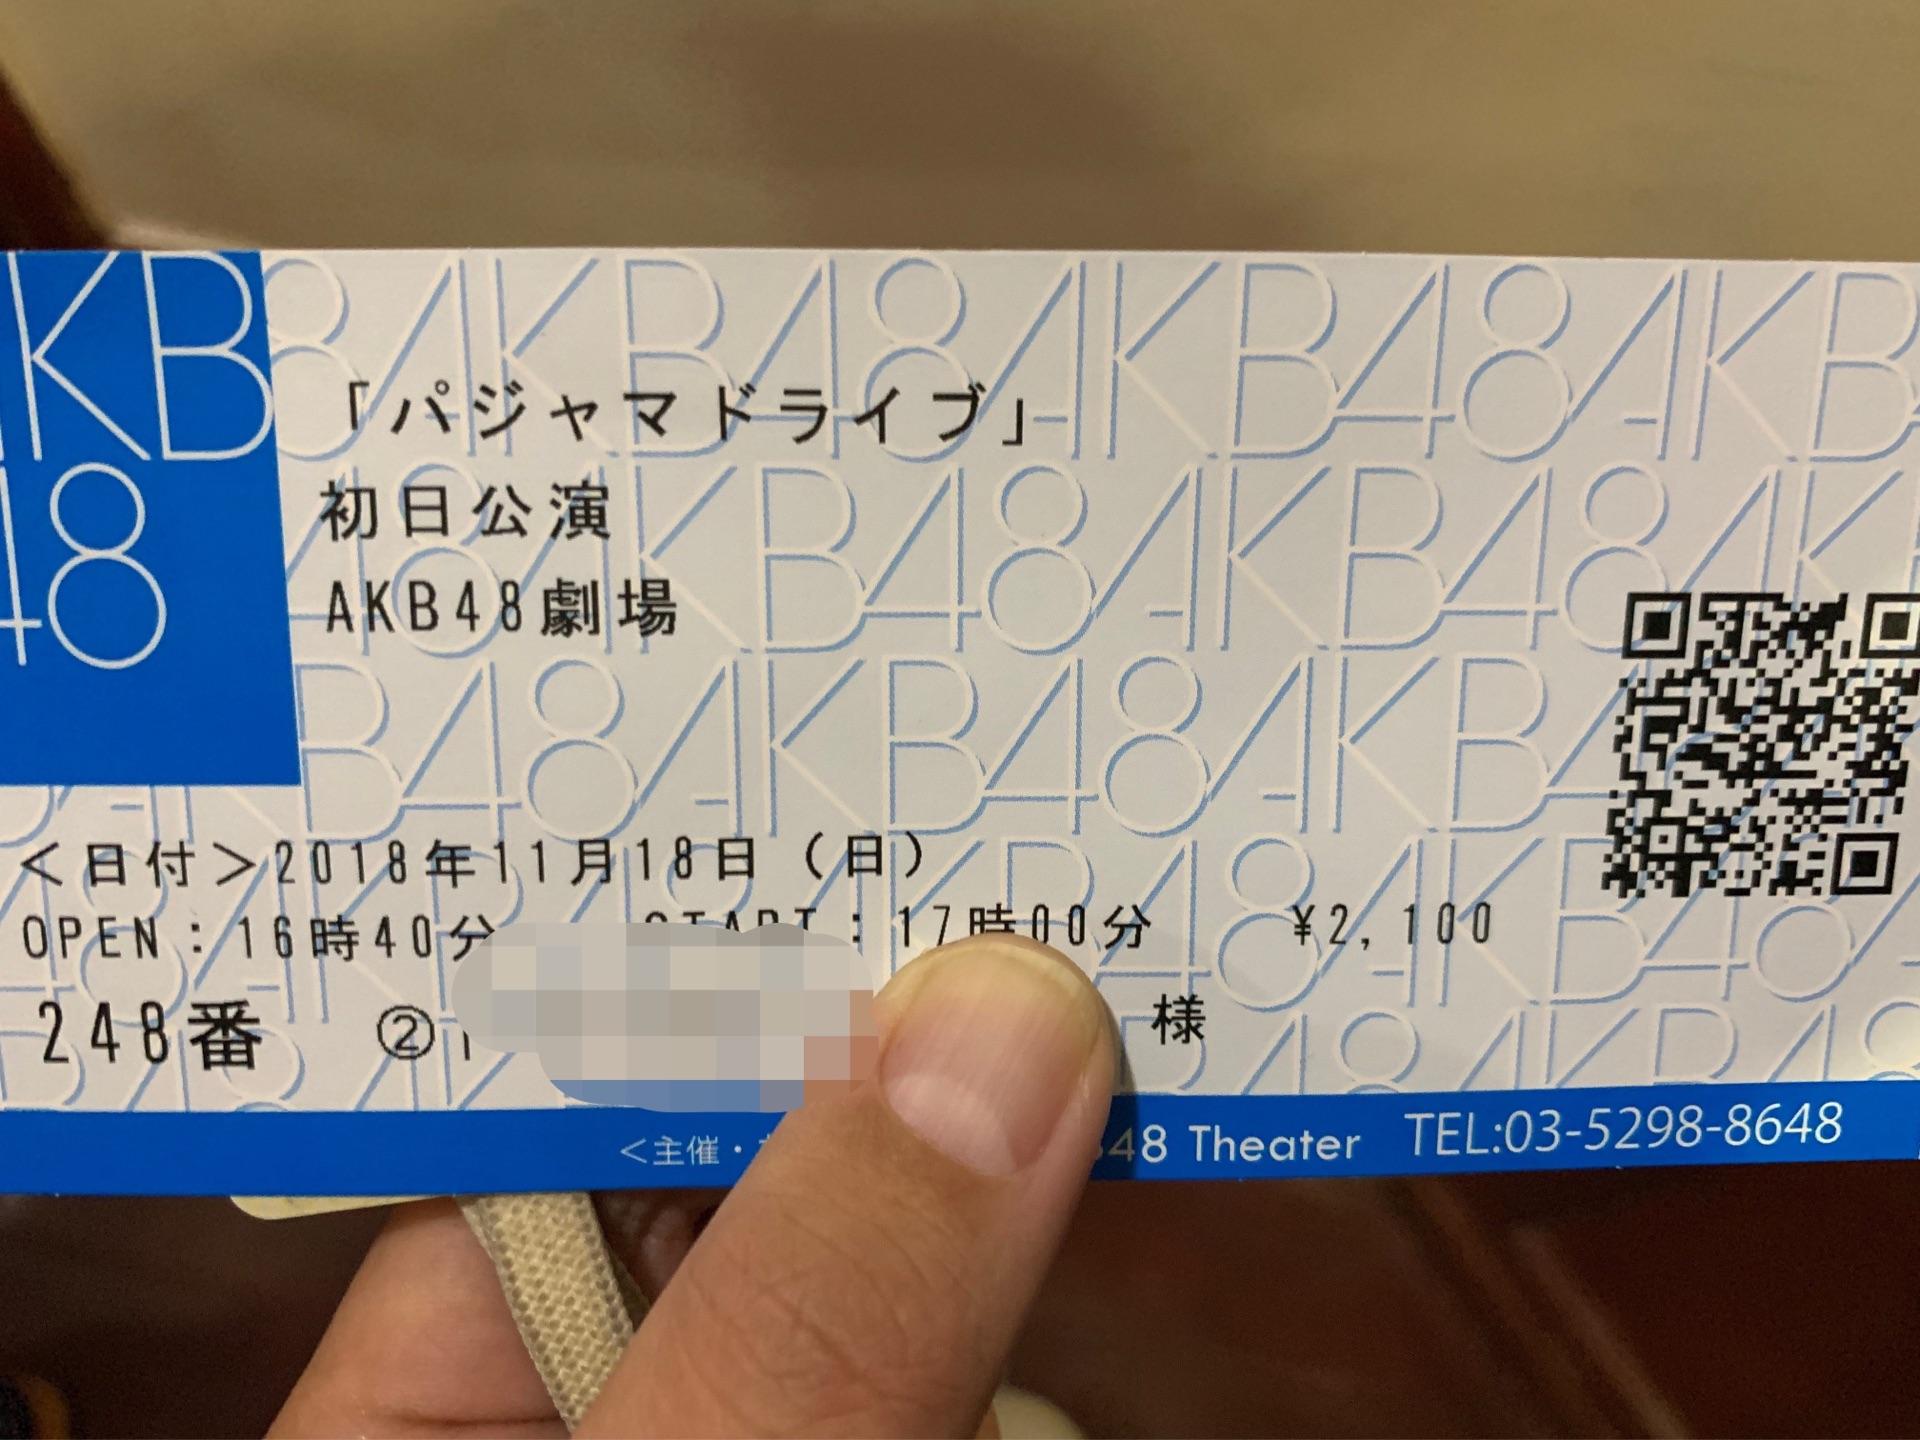 AKB
48
「パジャマドライブ」
初日公演
AKB48劇場
<日付>2018年11月18日(日)
OPEN:16時40分 START:17時00分 ¥2,100
248番 ② 様
<主催・ 48 Theater TEL:03-5298-8648